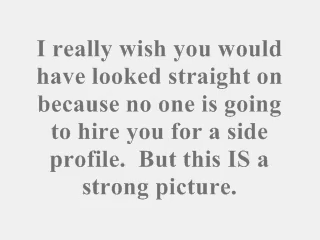 I really wish you would
have looked straight on
because no one is going
to hire you for a side
profile.  But this IS a
strong picture.